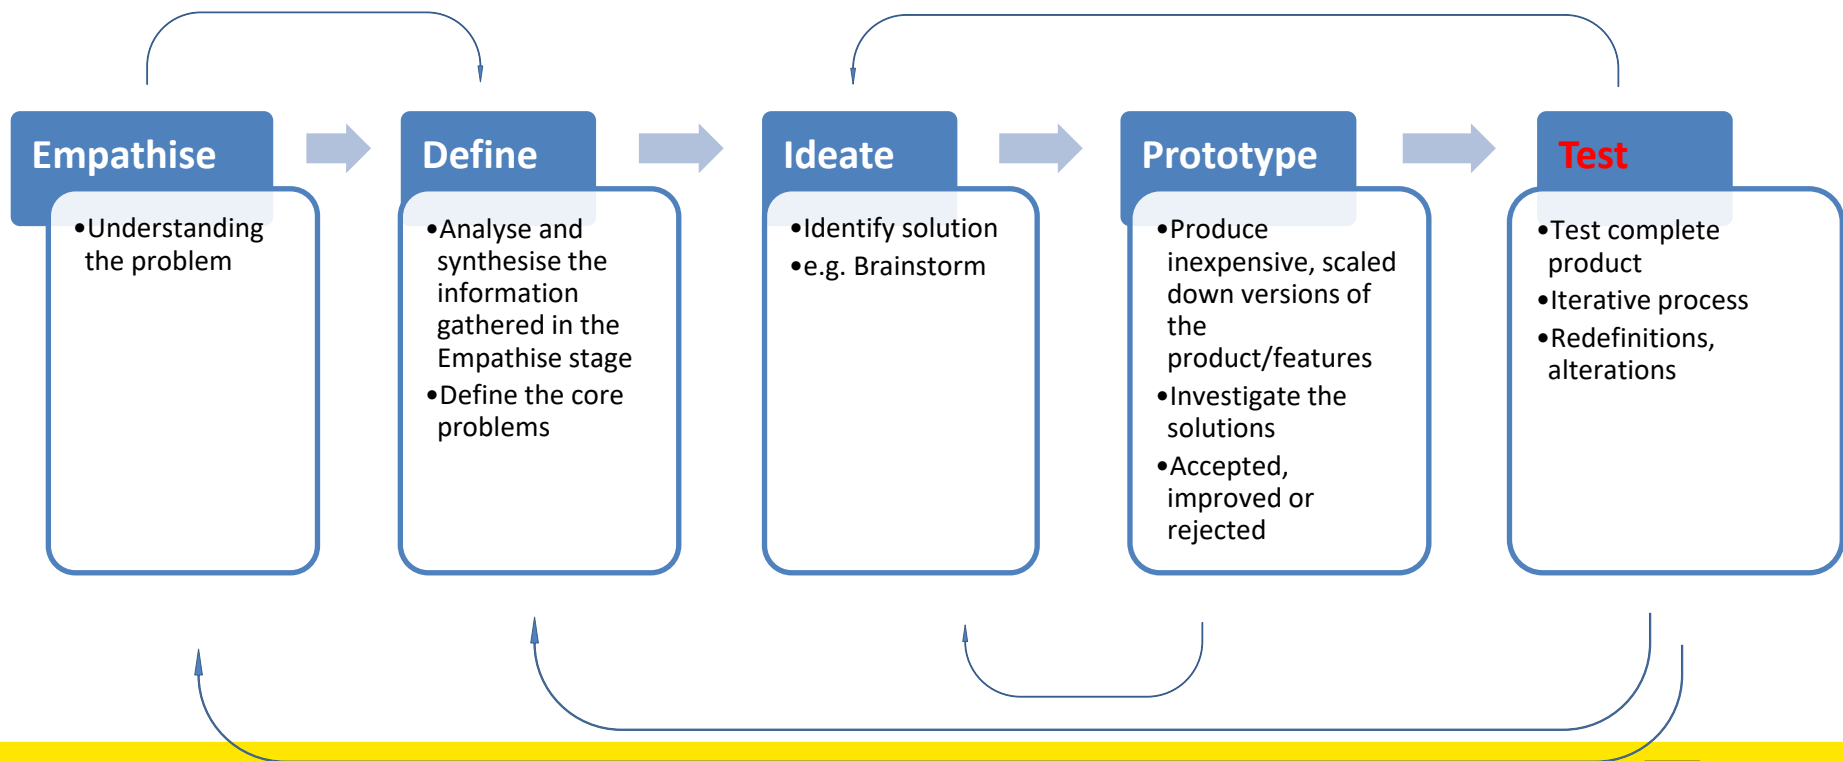 Empathise
•Understanding
the problem
Define
•Analyse and
synthesise the
information
gathered in the
Empathise stage
•Define the core
problems
Ideate
•Identify solution
•e.g. Brainstorm
Prototype
•Produce
inexpensive, scaled
down versions of
the
product/features
•Investigate the
solutions
•Accepted,
improved or
rejected
Test
•Test complete
product
•Iterative process
•Redefinitions,
alterations